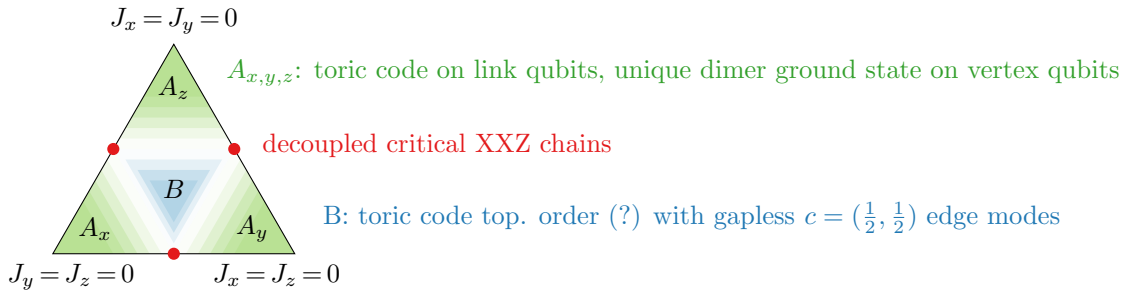 J_x = J_y = 0
A_{x,y,z}: toric code on link qubits, unique dimer ground state on vertex qubits
A_z
decoupled critical XXZ chains
B
B: toric code top. order (?) with gapless c = (1/2, 1/2) edge modes
A_x
A_y
J_y = J_z = 0
J_x = J_z = 0